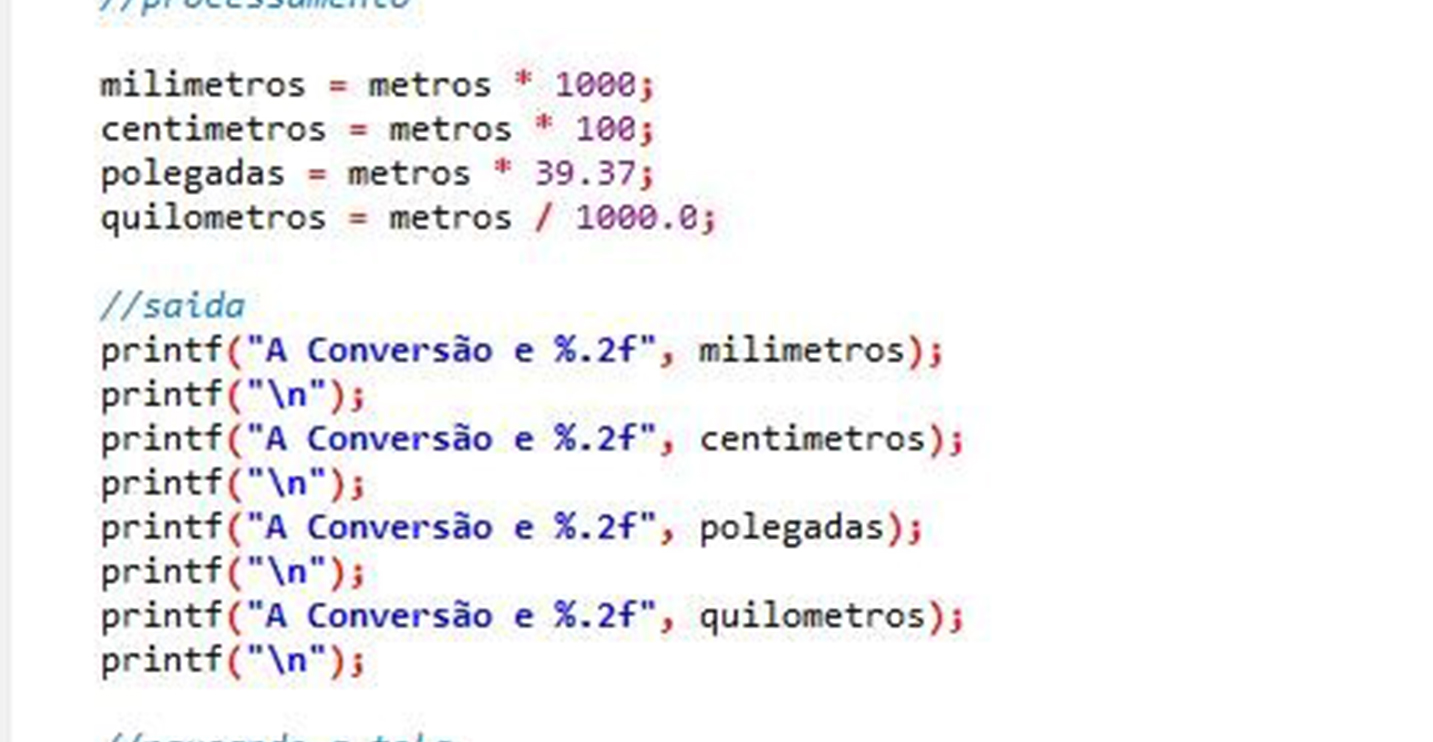 //processamento
milimetros = metros * 1000;
centimetros = metros * 100;
polegadas = metros * 39.37;
quilometros = metros / 1000.0;
//saida
printf("A Conversão e %.2f", milimetros);
printf("\n");
printf("A Conversão e %.2f", centimetros);
printf("\n");
printf("A Conversão e %.2f", polegadas);
printf("\n");
printf("A Conversão e %.2f", quilometros);
printf("\n");